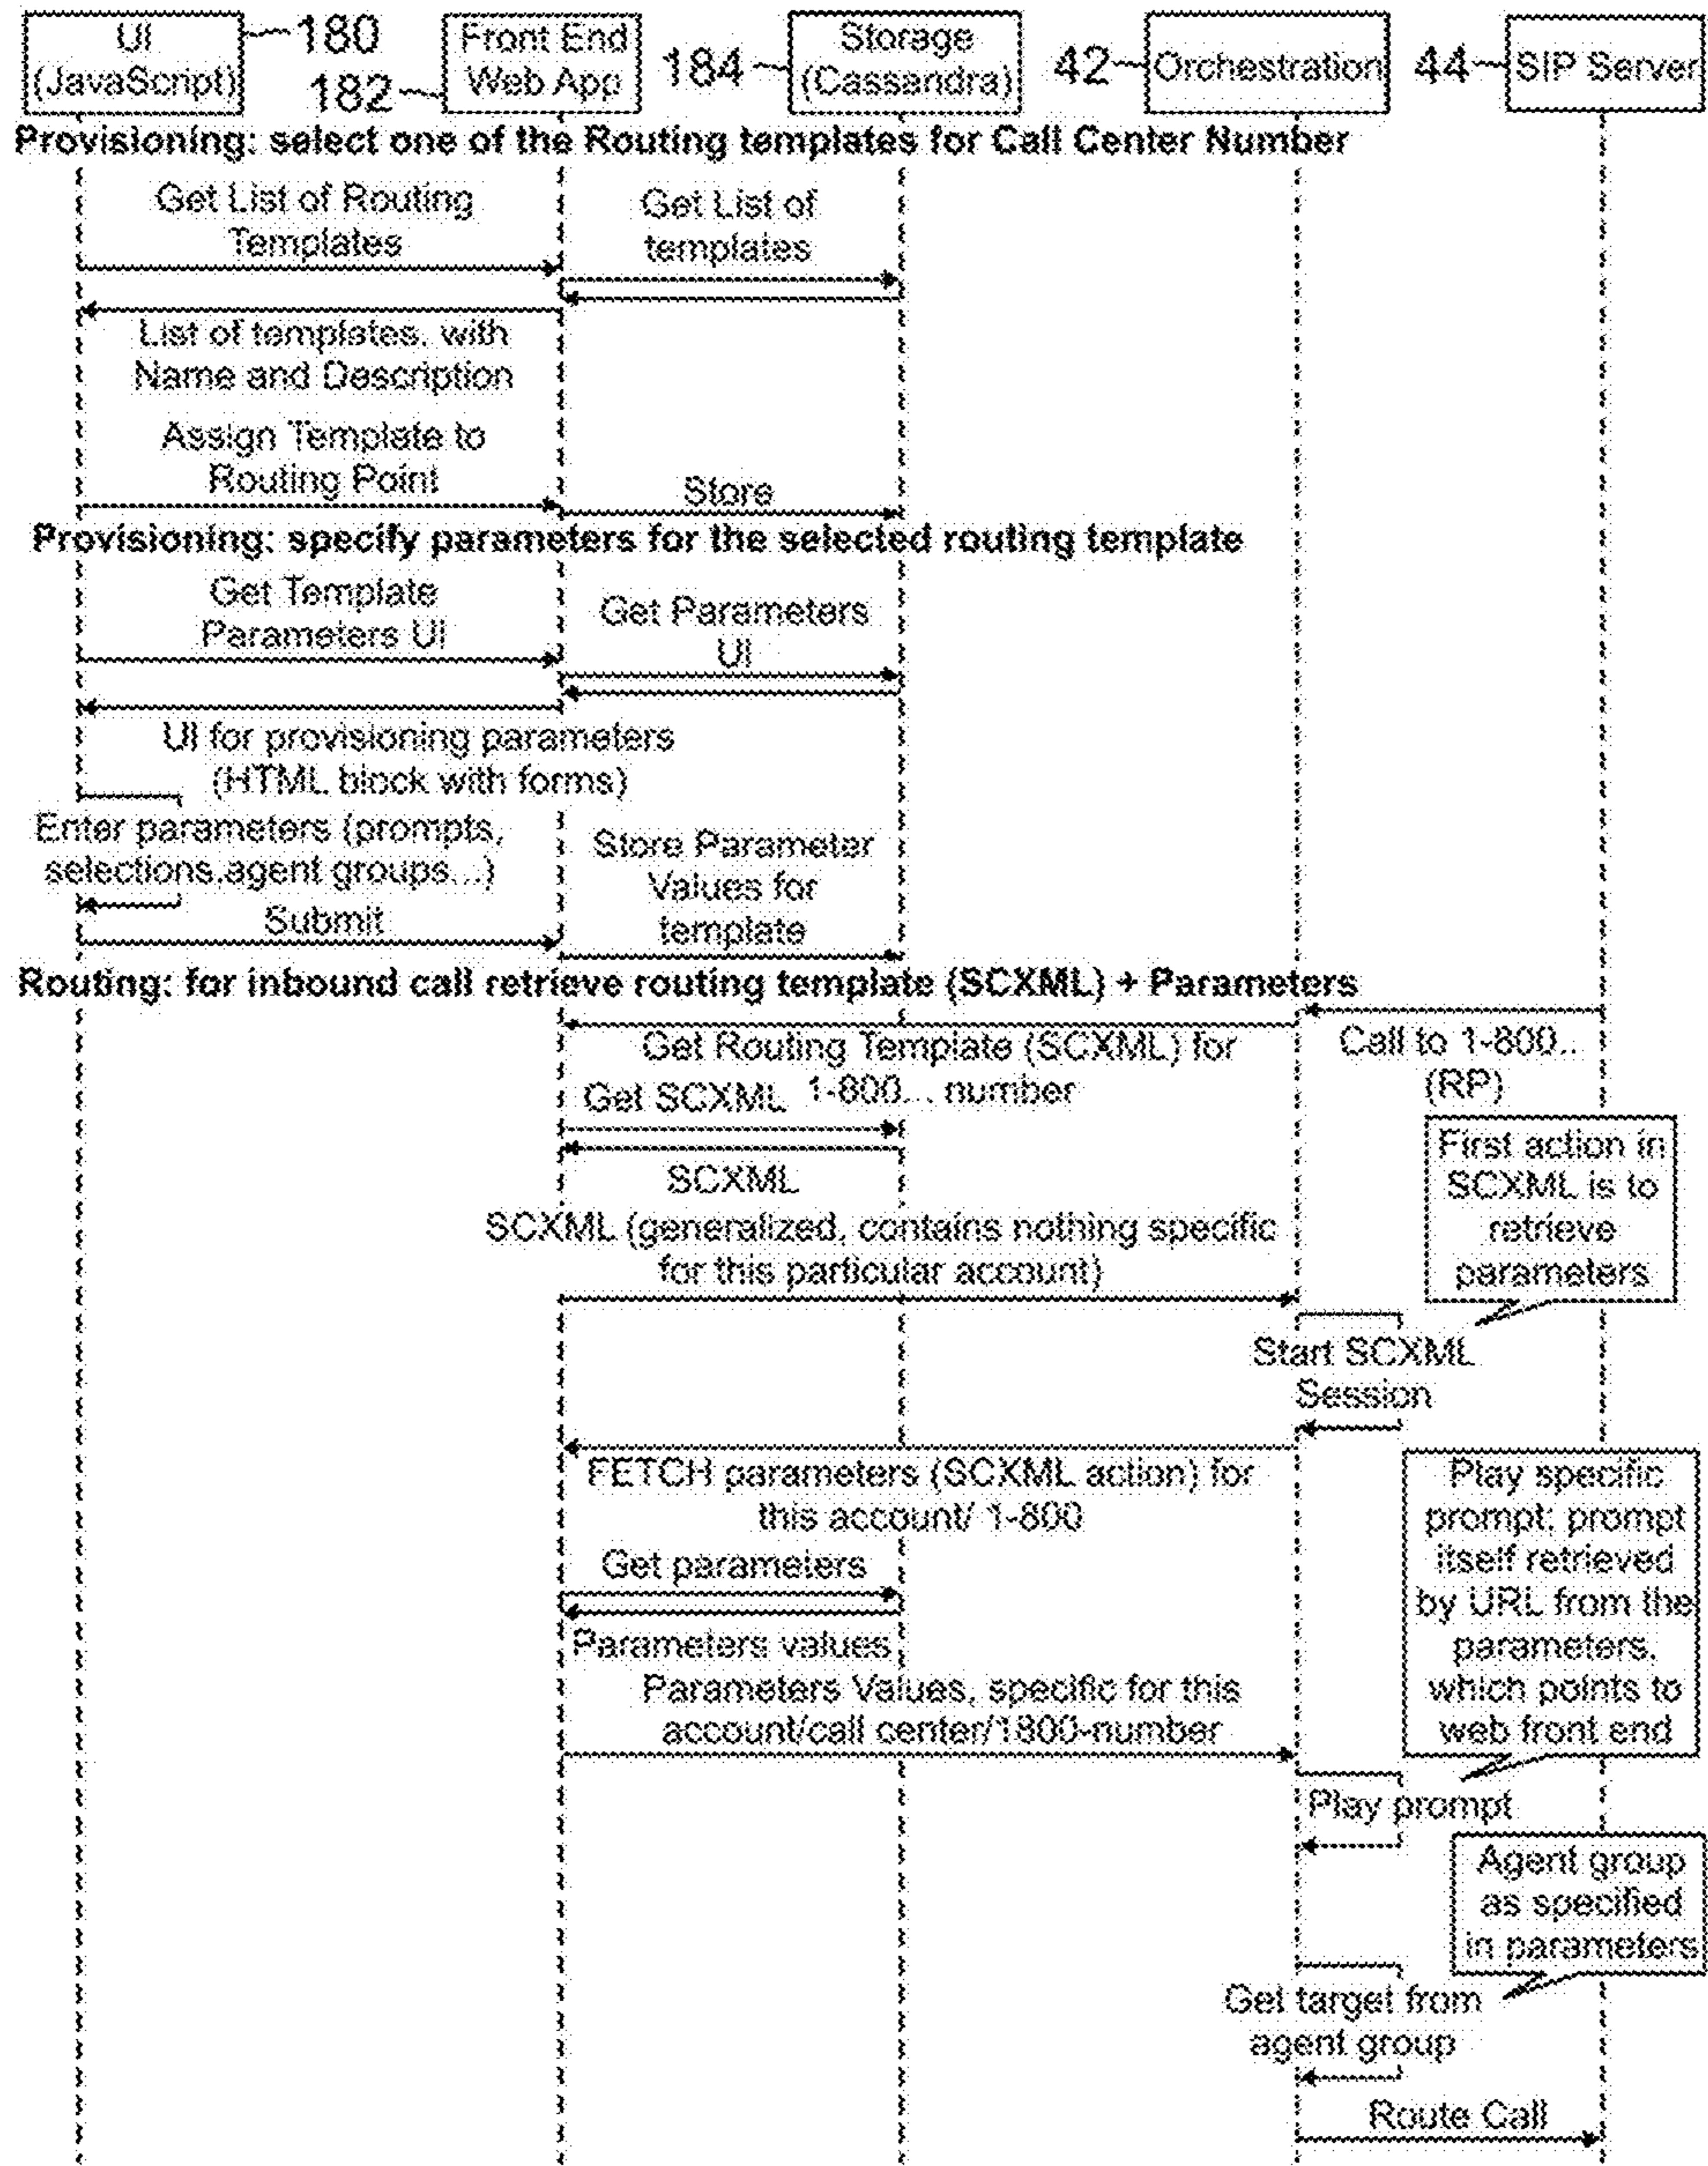 UI
(JavaScript)
180
Front End
Web App
182
Storage
(Cassandra)
184
Orchestration
42
SIP Server
44
Provisioning: select one of the Routing templates for Call Center Number
Get List of Routing
Templates
Get List of
templates
List of templates, with
Name and Description
Assign Template to
Routing Point
Store
Provisioning: specify parameters for the selected routing template
Get Template
Parameters UI
Get Parameters
UI
UI for provisioning parameters
(HTML block with forms)
Enter parameters (prompts,
selections,agent groups...)
Submit
Store Parameter
Values for
template
Routing: for inbound call retrieve routing template (SCXML) + Parameters
Call to 1-800..
(RP)
Get Routing Template (SCXML) for
1-800... number
Get SCXML
SCXML
First action in
SCXML is to
retrieve
parameters
SCXML (generalized, contains nothing specific
for this particular account)
Start SCXML
Session
FETCH parameters (SCXML action) for
this account/ 1-800
Get parameters
Parameters values
Play specific
prompt; prompt
itself retrieved
by URL from the
parameters,
which points to
web front end
Parameters Values, specific for this
account/call center/1800-number
Play prompt
Agent group
as specified
in parameters
Get target from
agent group
Route Call